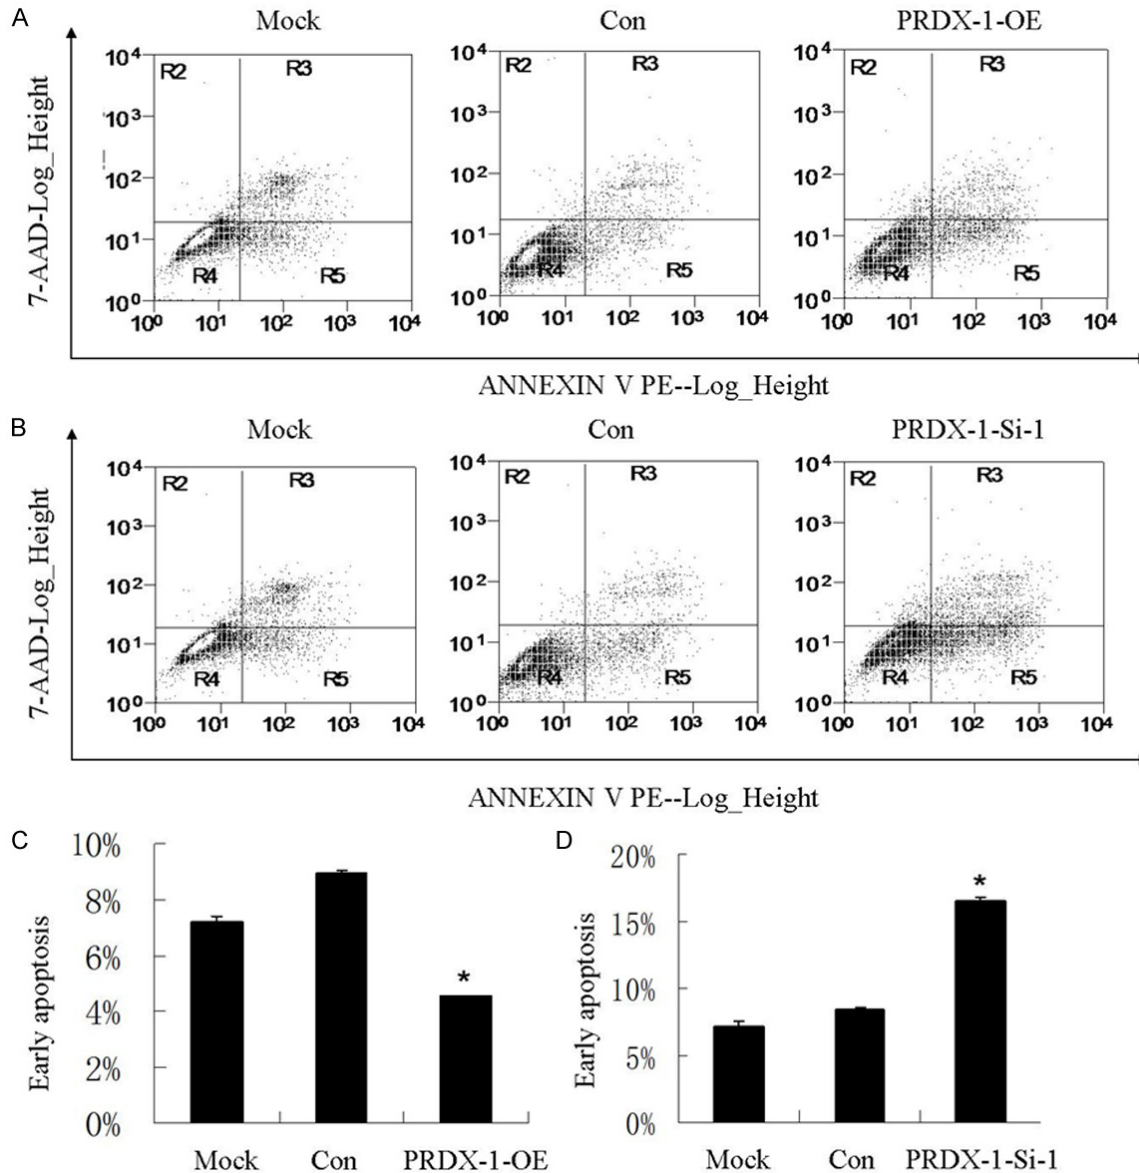 A
Mock
Con
PRDX-1-OE
7-AAD-Log_Height
10⁴
10³
10²
10¹
10⁰
R2
R3
R4
R5
10⁰ 10¹ 10² 10³ 10⁴
10⁴
10³
10²
10¹
10⁰
R2
R3
R4
R5
10⁰ 10¹ 10² 10³ 10⁴
10⁴
10³
10²
10¹
10⁰
R2
R3
R4
R5
10⁰ 10¹ 10² 10³ 10⁴
ANNEXIN V PE--Log_Height
B
Mock
Con
PRDX-1-Si-1
7-AAD-Log_Height
10⁴
10³
10²
10¹
10⁰
R2
R3
R4
R5
10⁰ 10¹ 10² 10³ 10⁴
10⁴
10³
10²
10¹
10⁰
R2
R3
R4
R5
10⁰ 10¹ 10² 10³ 10⁴
10⁴
10³
10²
10¹
10⁰
R2
R3
R4
R5
10⁰ 10¹ 10² 10³ 10⁴
ANNEXIN V PE--Log_Height
C
Early apoptosis
10%
8%
6%
4%
2%
0%
*
Mock Con PRDX-1-OE
D
Early apoptosis
20%
15%
10%
5%
0%
*
Mock Con PRDX-1-Si-1